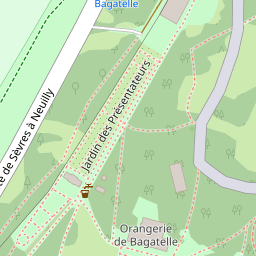 Bagatelle
Jardin des Présentateurs
de Sèvres à Neuilly
Orangerie
de Bagatelle